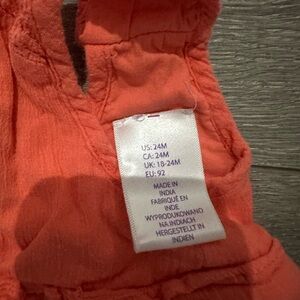 US: 24M
CA: 24M
UK: 18-24M
EU: 92
MADE IN
INDIA
FABRIQUÉ EN
INDE
WYPRODUKOWANO
NA INDIACH
HERGESTELLT IN
INDIEN